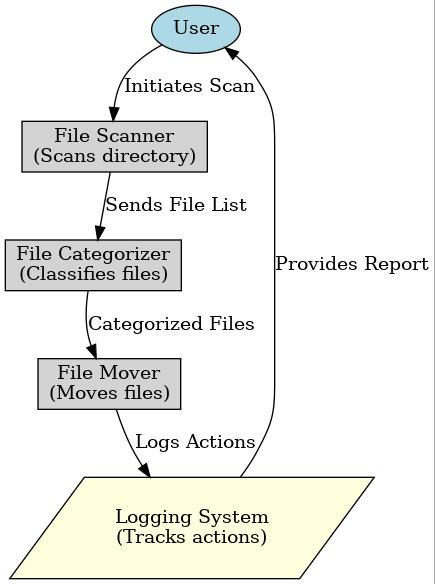 User
Initiates Scan
File Scanner
(Scans directory)
Sends File List
File Categorizer
(Classifies files)
Provides Report
Categorized Files
File Mover
(Moves files)
Logs Actions
Logging System
(Tracks actions)